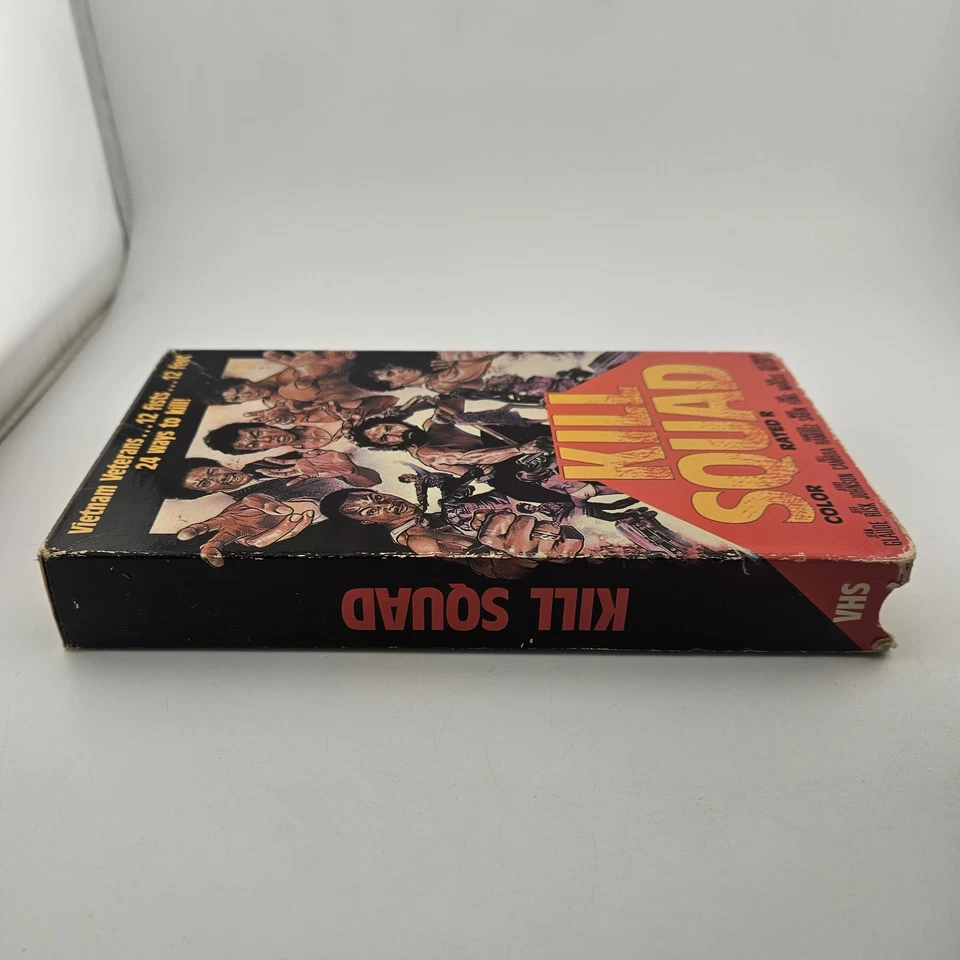 Vietnam Veterans...12 fists...12 feet
24 ways to kill!
KILL
SQUAD
COLOR RATED R
KILL SQUAD
VHS